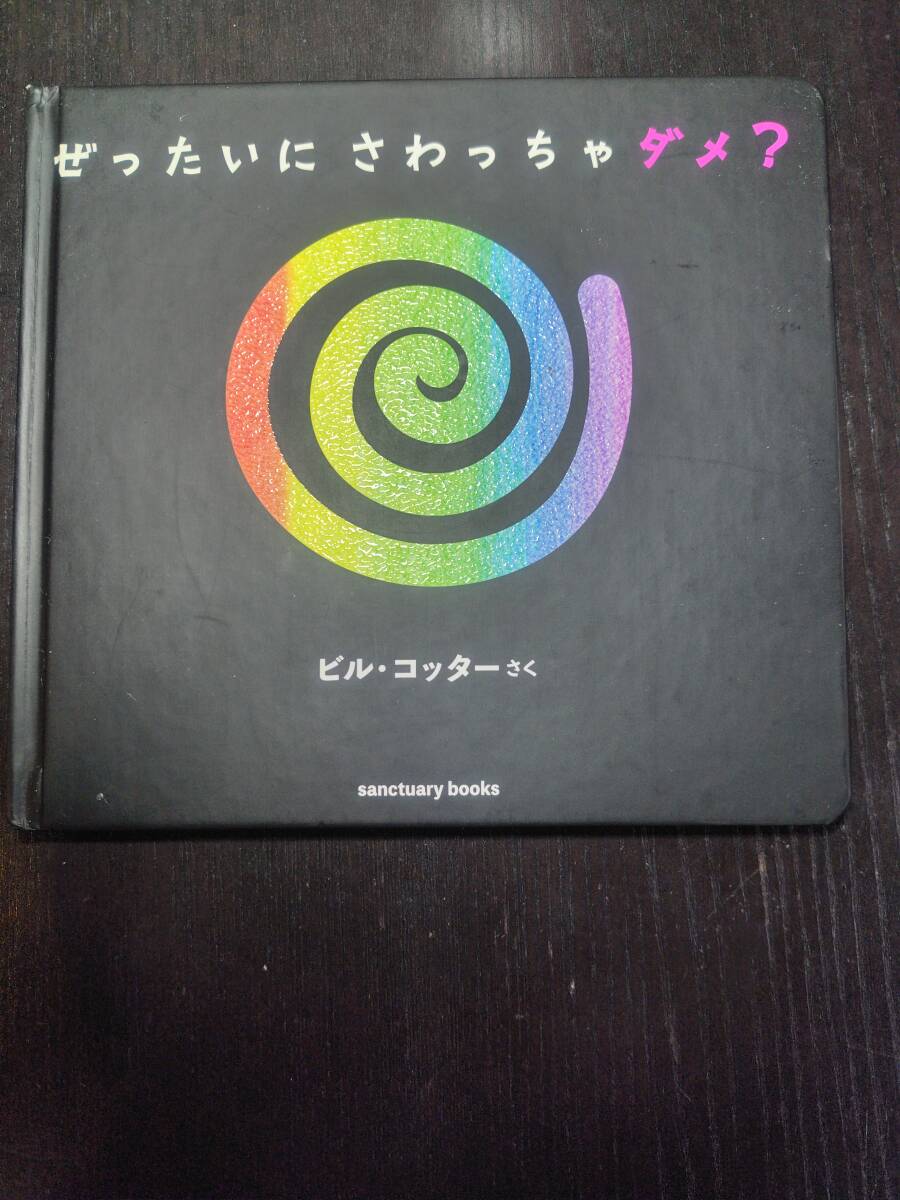 ぜったいに さわっちゃダメ?
ビル・コッター さく
sanctuary books